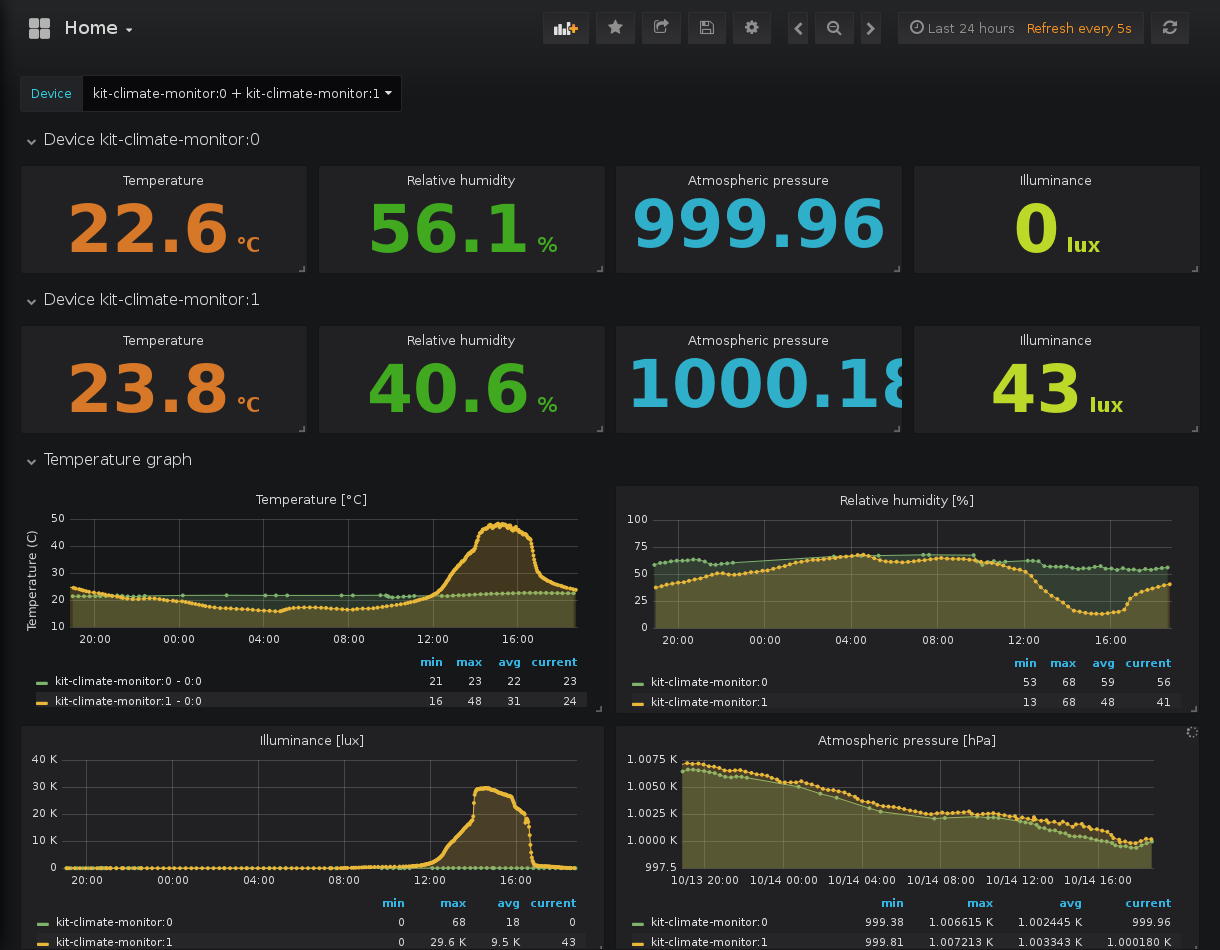 Home
Last 24 hours Refresh every 5s
Device kit-climate-monitor:0 + kit-climate-monitor:1
Device kit-climate-monitor:0
Temperature Relative humidity Atmospheric pressure Illuminance
22.6 °C 56.1 % 999.96 0 lux
Device kit-climate-monitor:1
Temperature Relative humidity Atmospheric pressure Illuminance
23.8 °C 40.6 % 1000.18 43 lux
Temperature graph
Temperature [°C]
Temperature (C)
50
40
30
20
10
20:00 00:00 04:00 08:00 12:00 16:00
min max avg current
kit-climate-monitor:0 - 0:0 21 23 22 23
kit-climate-monitor:1 - 0:0 16 48 31 24
Relative humidity [%]
100
75
50
25
0
20:00 00:00 04:00 08:00 12:00 16:00
min max avg current
kit-climate-monitor:0 53 68 59 56
kit-climate-monitor:1 13 68 48 41
Illuminance [lux]
40 K
30 K
20 K
10 K
0
20:00 00:00 04:00 08:00 12:00 16:00
min max avg current
kit-climate-monitor:0 0 68 18 0
kit-climate-monitor:1 0 29.6 K 9.5 K 43
Atmospheric pressure [hPa]
1.0075 K
1.0050 K
1.0025 K
1.0000 K
997.5
10/13 20:00 10/14 00:00 10/14 04:00 10/14 08:00 10/14 12:00 10/14 16:00
min max avg current
kit-climate-monitor:0 999.38 1.006615 K 1.002445 K 999.96
kit-climate-monitor:1 999.81 1.007213 K 1.003343 K 1.000180 K